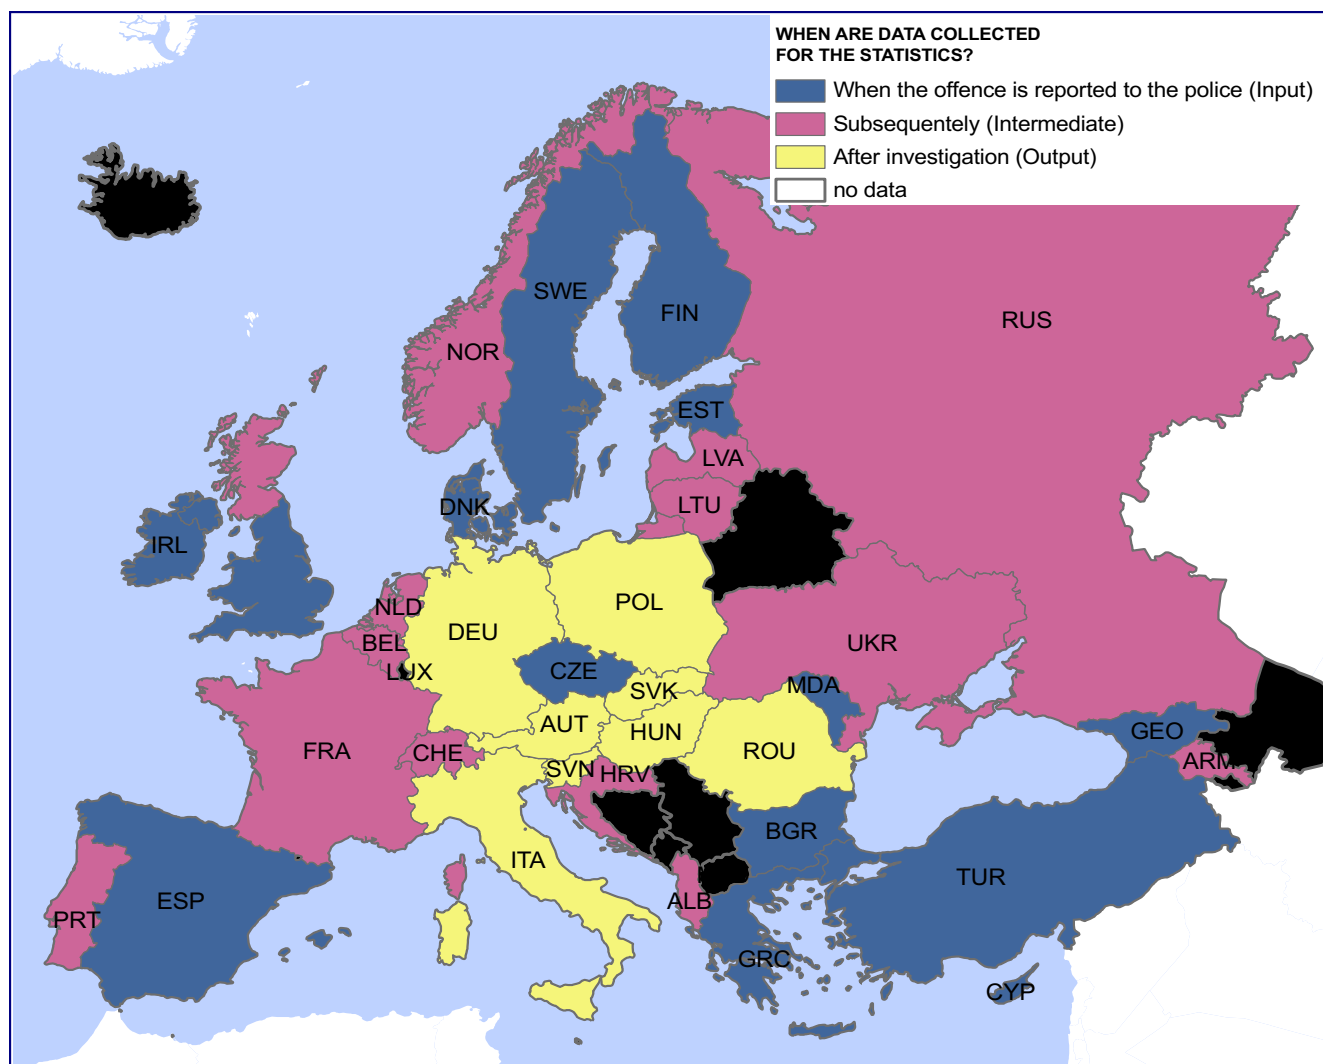 WHEN ARE DATA COLLECTED
FOR THE STATISTICS?
When the offence is reported to the police (Input)
Subsequentely (Intermediate)
After investigation (Output)
no data
SWE
FIN
RUS
NOR
EST
LVA
LTU
DNK
IRL
NLD
POL
DEU
BEL
UKR
LUX
CZE
MDA
SVK
AUT
HUN
GEO
FRA
CHE
ROU
ARM
SVN
HRV
BGR
ITA
TUR
ESP
ALB
PRT
GRC
CYP